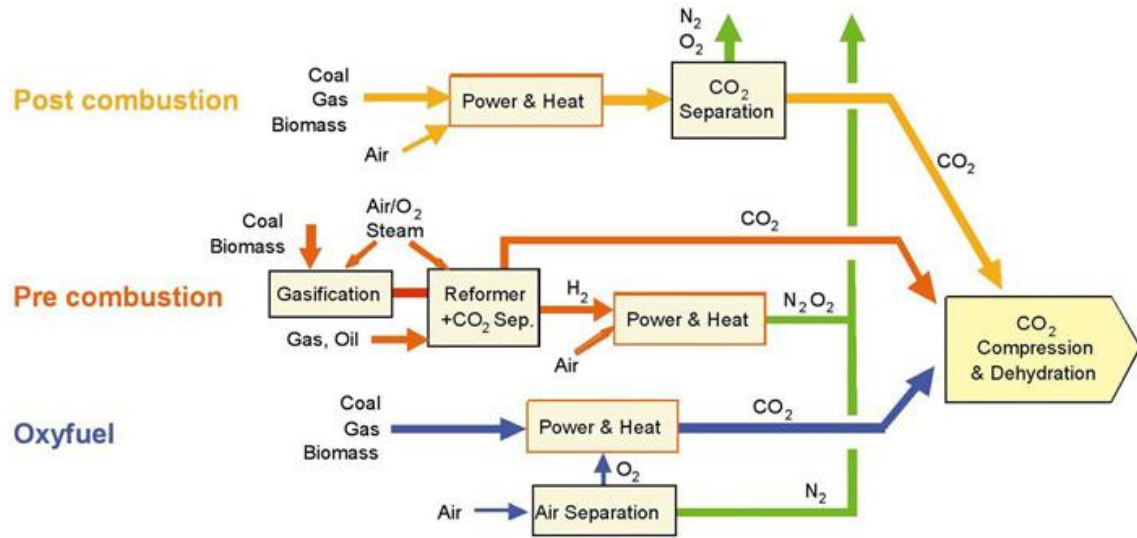 N₂
O₂
Post combustion
Coal
Gas
Biomass
Air
Power & Heat
CO₂
Separation
CO₂
Pre combustion
Coal
Biomass
Air/O₂
Steam
Gasification
Gas, Oil
Reformer
+CO₂ Sep.
CO₂
H₂
Air
Power & Heat
N₂ O₂
CO₂
Compression
& Dehydration
Oxyfuel
Coal
Gas
Biomass
Power & Heat
CO₂
O₂
Air
Air Separation
N₂